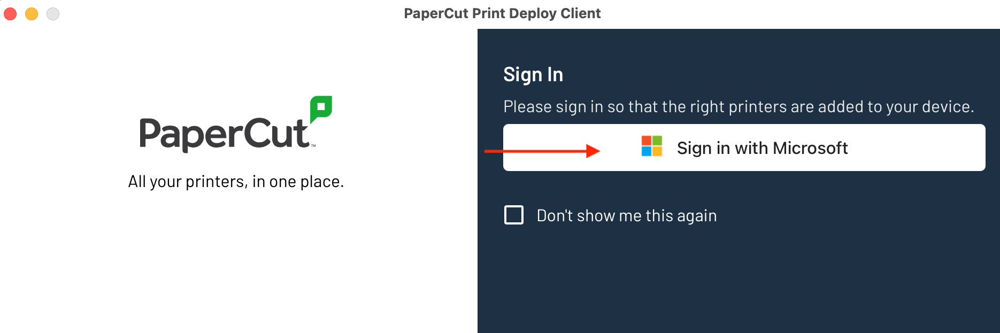 PaperCut Print Deploy Client
PaperCut™
All your printers, in one place.
Sign In
Please sign in so that the right printers are added to your device.
Sign in with Microsoft
Don't show me this again